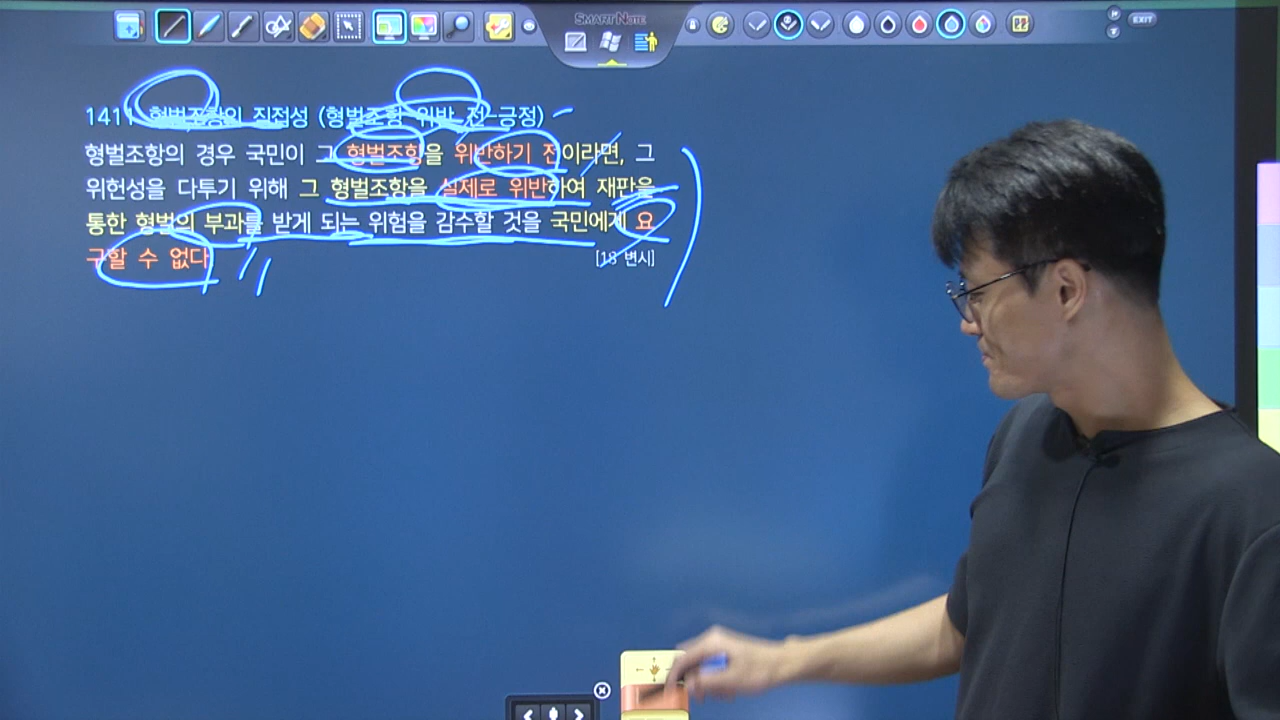 SMARTNOTE
EXIT
1411 형벌조항의 직접성 (형벌조항 위반 전-긍정)
형벌조항의 경우 국민이 그 형벌조항을 위반하기 전이라면, 그
위헌성을 다투기 위해 그 형벌조항을 실제로 위반하여 재판을
통한 형벌의 부과를 받게 되는 위험을 감수할 것을 국민에게 요
구할 수 없다
[18 변시]